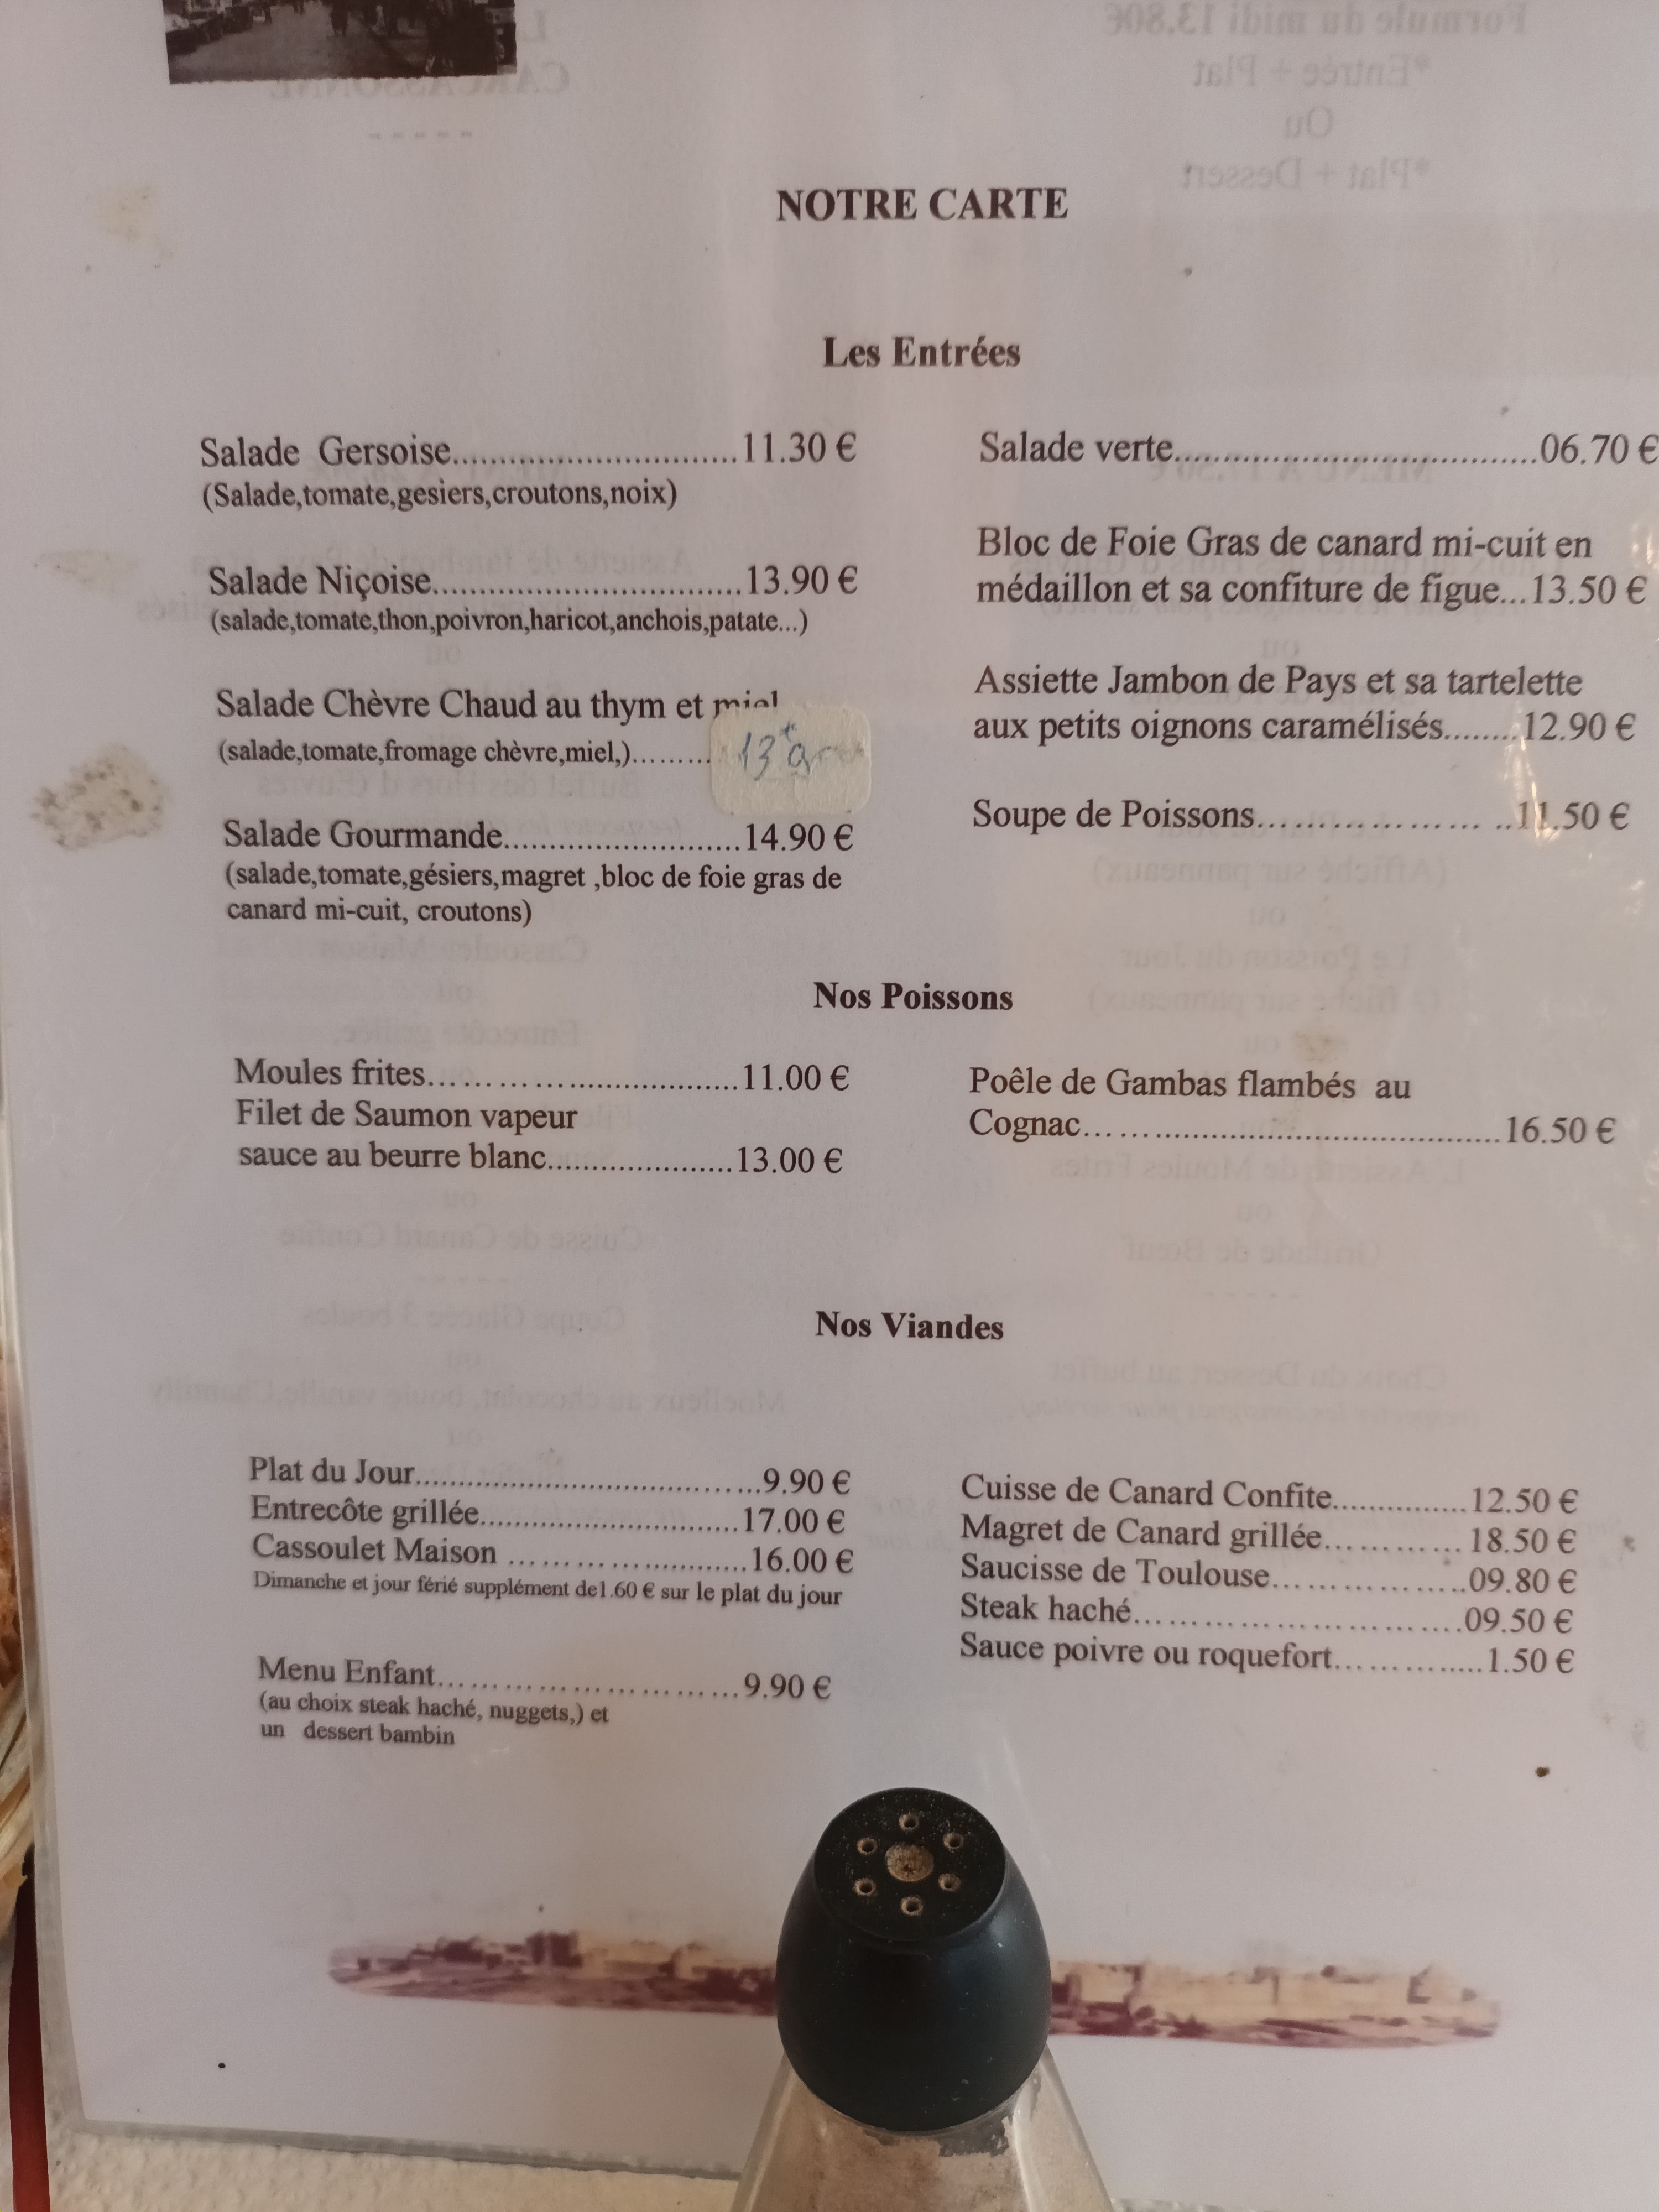 NOTRE CARTE
Les Entrées
Salade Gersoise..............................11.30 €
(Salade,tomate,gesiers,croutons,noix)
Salade Niçoise.................................13.90 €
(salade,tomate,thon,poivron,haricot,anchois,patate...)
Salade Chèvre Chaud au thym et miel
(salade,tomate,fromage chèvre,miel,).........
Salade Gourmande.........................14.90 €
(salade,tomate,gésiers,magret ,bloc de foie gras de
canard mi-cuit, croutons)
Salade verte.......................................06.70 €
Bloc de Foie Gras de canard mi-cuit en
médaillon et sa confiture de figue...13.50 €
Assiette Jambon de Pays et sa tartelette
aux petits oignons caramélisés........12.90 €
Soupe de Poissons........................11.50 €
Nos Poissons
Moules frites.................................11.00 €
Filet de Saumon vapeur
sauce au beurre blanc....................13.00 €
Poêle de Gambas flambés au
Cognac.............................................16.50 €
Nos Viandes
Plat du Jour.....................................9.90 €
Entrecôte grillée............................17.00 €
Cassoulet Maison ..........................16.00 €
Dimanche et jour férié supplément de1.60 € sur le plat du jour
Menu Enfant.................................9.90 €
(au choix steak haché, nuggets,) et
un dessert bambin
Cuisse de Canard Confite..............12.50 €
Magret de Canard grillée............ 18.50 €
Saucisse de Toulouse..................09.80 €
Steak haché................................09.50 €
Sauce poivre ou roquefort..............1.50 €